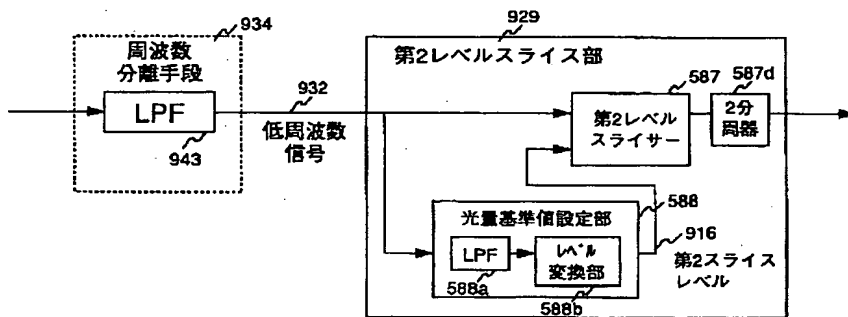 934
周波数
分離手段
LPF
943
932
低周波数
信号
929
第2レベルスライス部
587
第2レベル
スライサー
587d
2分
周器
588
光量基準値設定部
LPF
588a
レベル
変換部
588b
916
第2スライス
レベル